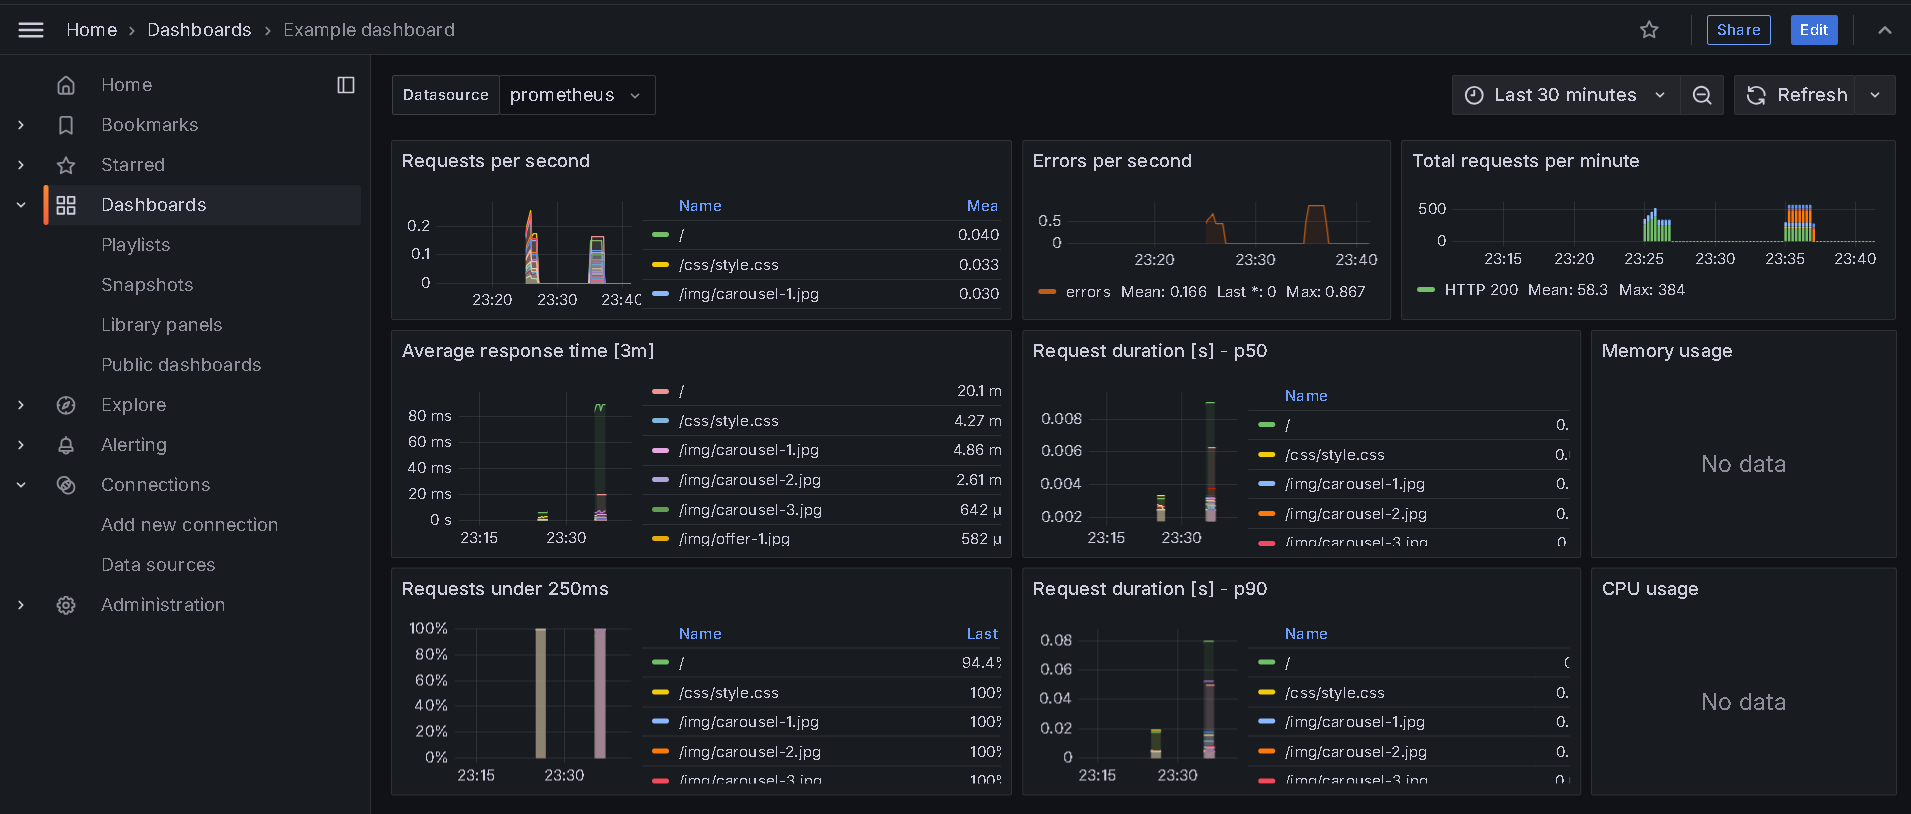 Home › Dashboards › Example dashboard
Share
Edit
Home
Bookmarks
Starred
Dashboards
Playlists
Snapshots
Library panels
Public dashboards
Explore
Alerting
Connections
Add new connection
Data sources
Administration
Datasource prometheus
Last 30 minutes
Refresh
Requests per second
0.2
0.1
0
23:20 23:30 23:40
Name Mea
/ 0.040
/css/style.css 0.033
/img/carousel-1.jpg 0.030
Errors per second
0.5
0
23:20 23:30 23:40
errors Mean: 0.166 Last *: 0 Max: 0.867
Total requests per minute
500
0
23:15 23:20 23:25 23:30 23:35 23:40
HTTP 200 Mean: 58.3 Max: 384
Average response time [3m]
80 ms
60 ms
40 ms
20 ms
0 s
23:15 23:30
/ 20.1 m
/css/style.css 4.27 m
/img/carousel-1.jpg 4.86 m
/img/carousel-2.jpg 2.61 m
/img/carousel-3.jpg 642 µ
/img/offer-1.jpg 582 µ
Request duration [s] - p50
0.008
0.006
0.004
0.002
23:15 23:30
Name
/ 0.
/css/style.css 0.
/img/carousel-1.jpg 0.
/img/carousel-2.jpg 0.
/img/carousel-3.jpg 0
Memory usage
No data
Requests under 250ms
100%
80%
60%
40%
20%
0%
23:15 23:30
Name Last
/ 94.4%
/css/style.css 100%
/img/carousel-1.jpg 100%
/img/carousel-2.jpg 100%
/img/carousel-3.jpg 100%
Request duration [s] - p90
0.08
0.06
0.04
0.02
0
23:15 23:30
Name
/ 0
/css/style.css 0.
/img/carousel-1.jpg 0.
/img/carousel-2.jpg 0.
/img/carousel-3.jpg 0.
CPU usage
No data